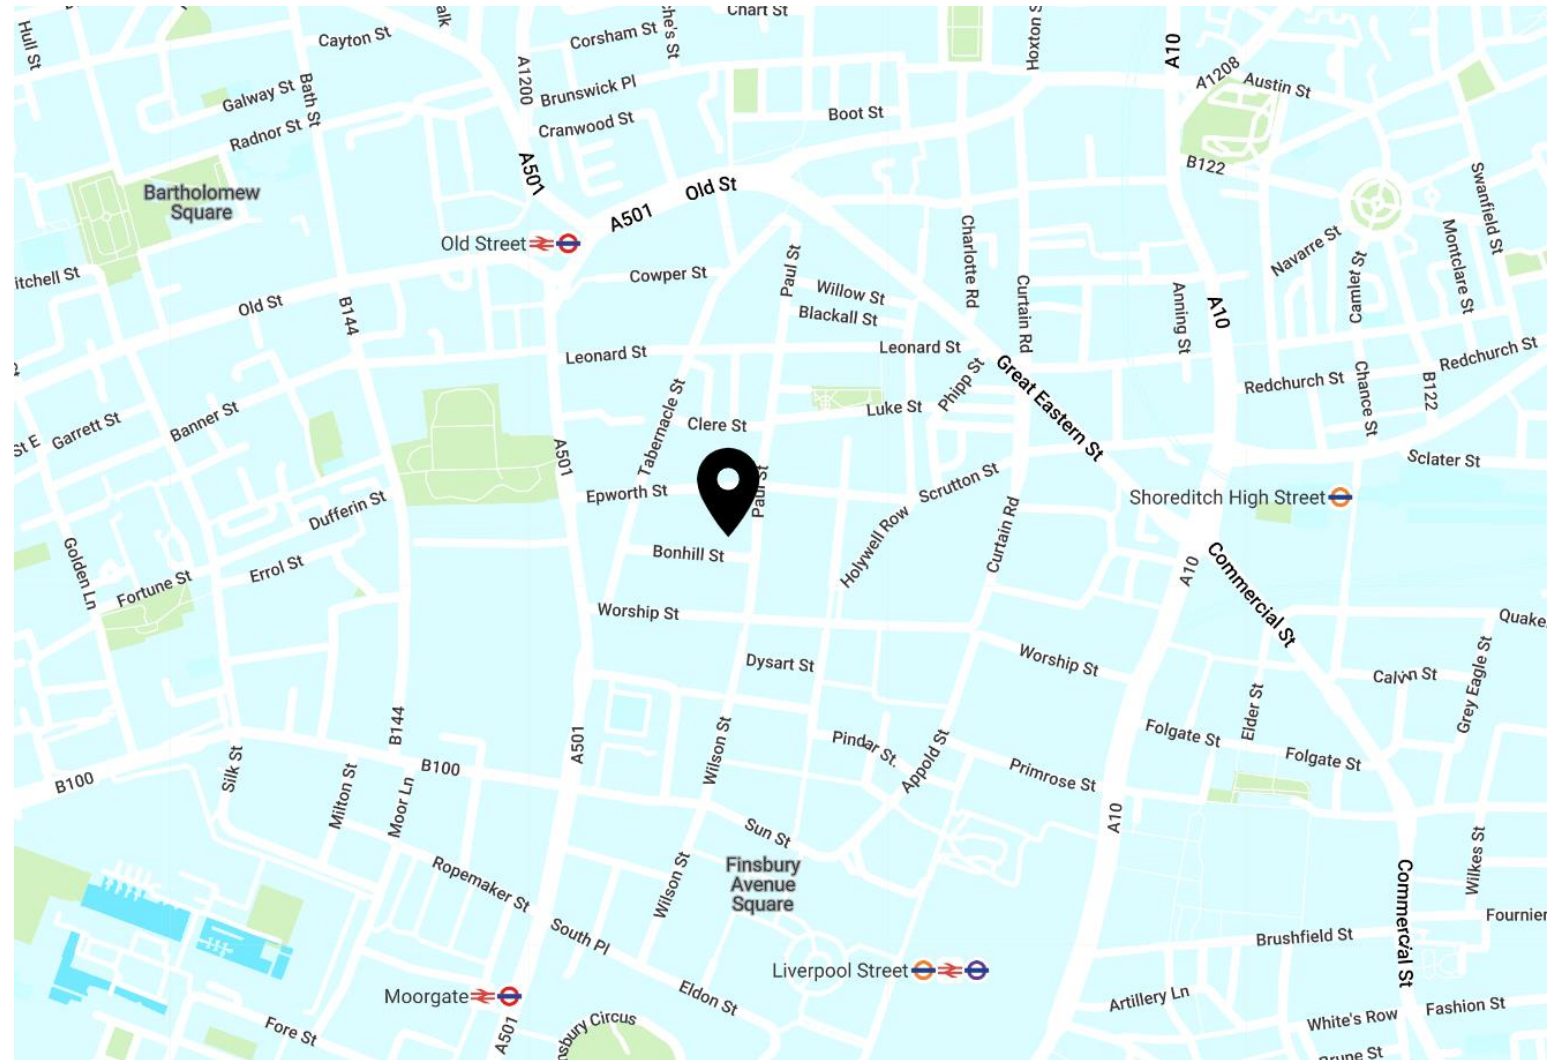 Chart St
Hull St
Cayton St
Corsham St
A10
A1208
Austin St
A1200
Brunswick Pl
Galway St
Bath St
Cranwood St
Boot St
Radnor St
B122
A501
Bartholomew
Square
Old St
A501
Swanfield St
Old Street
Charlotte Rd
Navarre St
Montclare St
Cowper St
Paul St
Willow St
Curtain Rd
Camlet St
Old St
B144
Blackall St
Anning St
A10
Leonard St
Leonard St
Redchurch St
Great Eastern St
Phipp St
Redchurch St
Chance St
B122
Banner St
Garrett St
Tabernacle St
Clere St
Luke St
A501
Sclater St
Epworth St
Paul St
Scrutton St
Shoreditch High Street
Dufferin St
Holywell Row
Curtain Rd
Bonhill St
Golden Ln
Fortune St
Errol St
A10
Commercial St
Worship St
Quake
Dysart St
Worship St
Calvin St
Grey Eagle St
Elder St
B144
A501
Wilson St
Pindar St.
Appold St
Folgate St
Folgate St
B100
Silk St
B100
Primrose St
Milton St
Moor Ln
A10
Sun St
Ropemaker St
Wilson St
Finsbury
Avenue
Square
Wilkes St
Commercial St
Fournier
South Pl
Brushfield St
Liverpool Street
Moorgate
Eldon St
Artillery Ln
Fashion St
White's Row
Fore St
A501
nsbury Circus